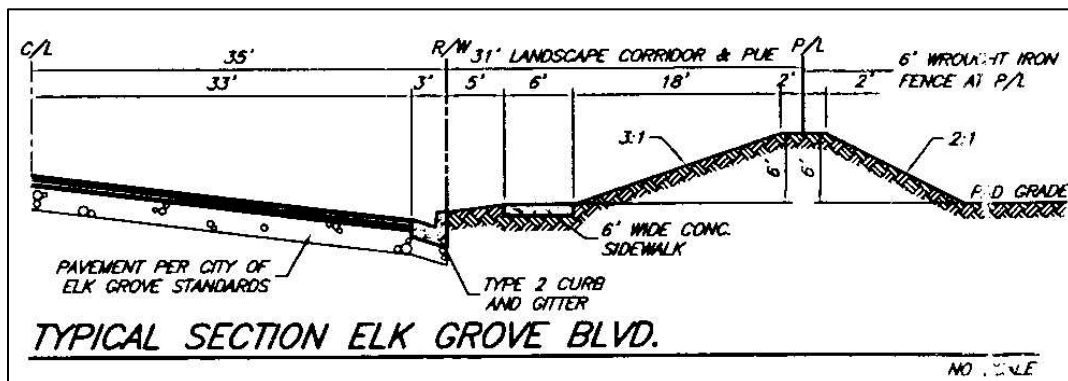 C/L
R/W
P/L
35'
31' LANDSCAPE CORRIDOR & PUE
6' WROUGHT IRON
FENCE AT P/L
33'
3'
5'
6'
18'
2'
2'
3:1
6'
6'
2:1
GRADE
6' WIDE CONC.
SIDEWALK
PAVEMENT PER CITY OF
ELK GROVE STANDARDS
TYPE 2 CURB
AND GITTER
TYPICAL SECTION ELK GROVE BLVD.
NO